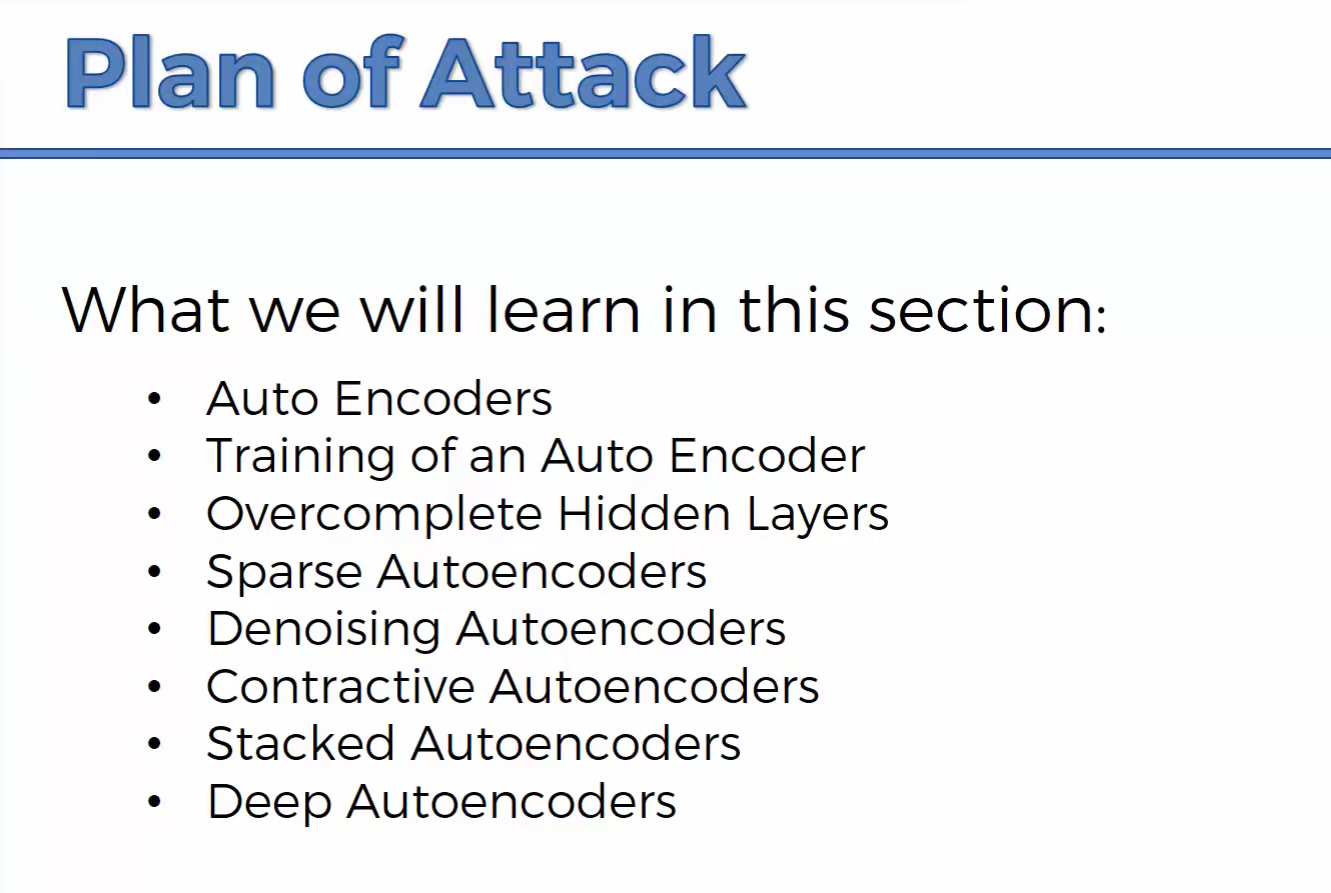 Plan of Attack
What we will learn in this section:
• Auto Encoders
• Training of an Auto Encoder
• Overcomplete Hidden Layers
• Sparse Autoencoders
• Denoising Autoencoders
• Contractive Autoencoders
• Stacked Autoencoders
• Deep Autoencoders